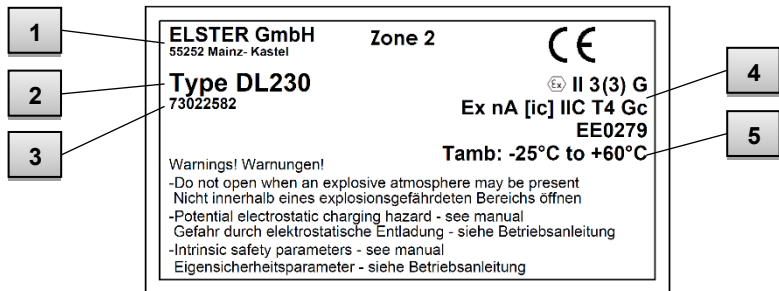 1
ELSTER GmbH
55252 Mainz- Kastel
Zone 2
CE
2
Type DL230
73022582
3
Ex II 3(3) G
Ex nA [ic] IIC T4 Gc
EE0279
Tamb: -25°C to +60°C
4
5
Warnings! Warnungen!
-Do not open when an explosive atmosphere may be present
Nicht innerhalb eines explosionsgefährdeten Bereichs öffnen
-Potential electrostatic charging hazard - see manual
Gefahr durch elektrostatische Entladung - siehe Betriebsanleitung
-Intrinsic safety parameters - see manual
Eigensicherheitsparameter - siehe Betriebsanleitung